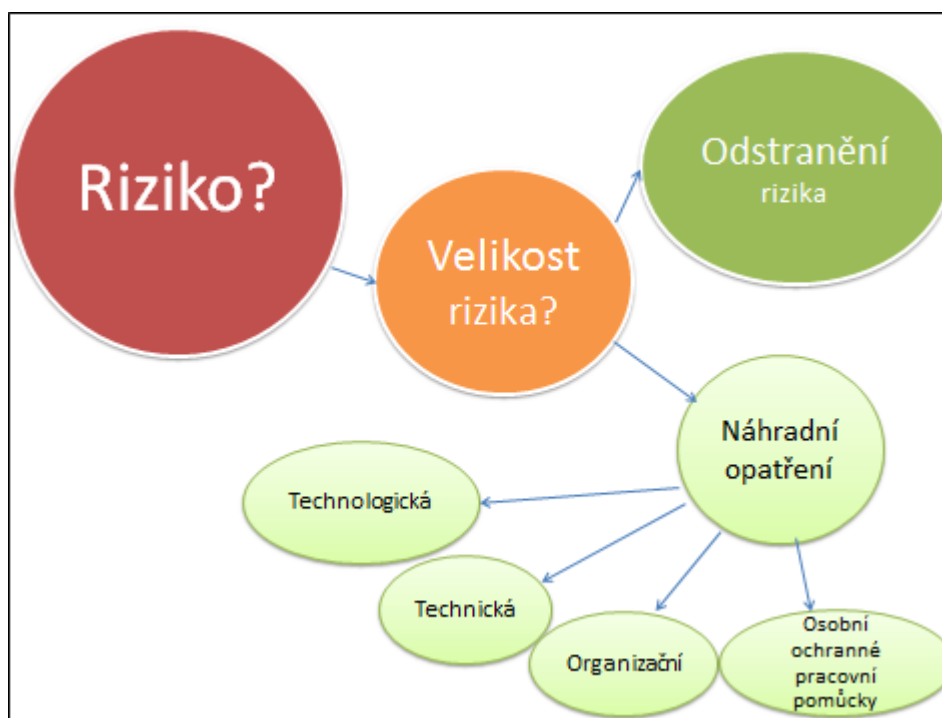 Riziko?
Velikost
rizika?
Odstranění
rizika
Náhradní
opatření
Technologická
Technická
Organizační
Osobní
ochranné
pracovní
pomůcky